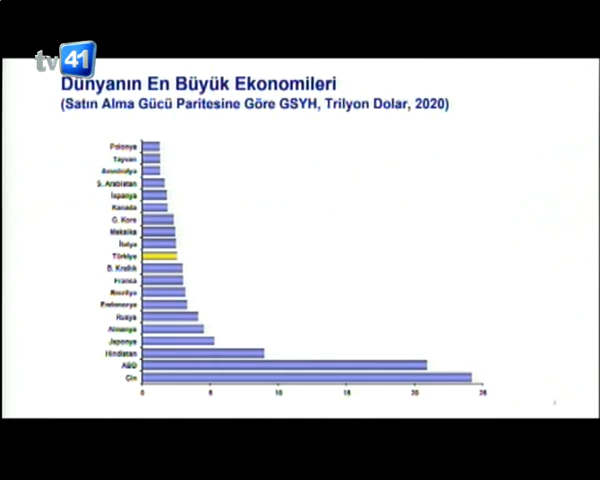 tv 41
Dünyanın En Büyük Ekonomileri
(Satın Alma Gücü Paritesine Göre GSYH, Trilyon Dolar, 2020)
Polonya
Tayvan
Avustralya
S. Arabistan
İspanya
Kanada
G. Kore
Meksika
İtalya
Türkiye
B. Krallık
Fransa
Brezilya
Endonezya
Rusya
Almanya
Japonya
Hindistan
ABD
Çin
0 5 10 15 20 25